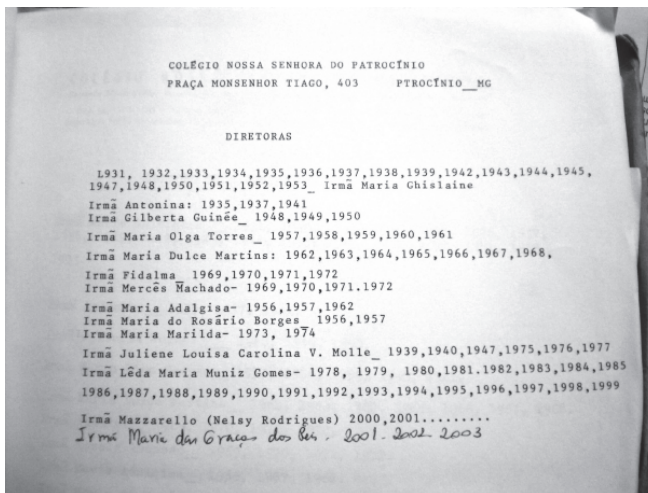 COLÉGIO NOSSA SENHORA DO PATROCÍNIO
PRAÇA MONSENHOR TIAGO, 403 PTROCÍNIO__MG
DIRETORAS
L931, 1932,1933,1934,1935,1936,1937,1938,1939,1942,1943,1944,1945,
1947,1948,1950,1951,1952,1953_ Irmã Maria Ghislaine
Irmã Antonina: 1935,1937,1941
Irmã Gilberta Guinée_ 1948,1949,1950
Irmã Maria Olga Torres_ 1957,1958,1959,1960,1961
Irmã Maria Dulce Martins: 1962,1963,1964,1965,1966,1967,1968,
Irmã Fidalma_ 1969,1970,1971,1972
Irmã Mercês Machado- 1969,1970,1971.1972
Irmã Maria Adalgisa- 1956,1957,1962
Irmã Maria do Rosário Borges_ 1956,1957
Irmã Maria Marilda- 1973, 1974
Irmã Juliene Louisa Carolina V. Molle_ 1939,1940,1947,1975,1976,1977
Irmã Lêda Maria Muniz Gomes- 1978, 1979, 1980,1981.1982,1983,1984,1985
1986,1987,1988,1989,1990,1991,1992,1993,1994,1995,1996,1997,1998,1999
Irmã Mazzarello (Nelsy Rodrigues) 2000,2001.........
Irmã Maria das Graças dos . 2001. 2002. 2003